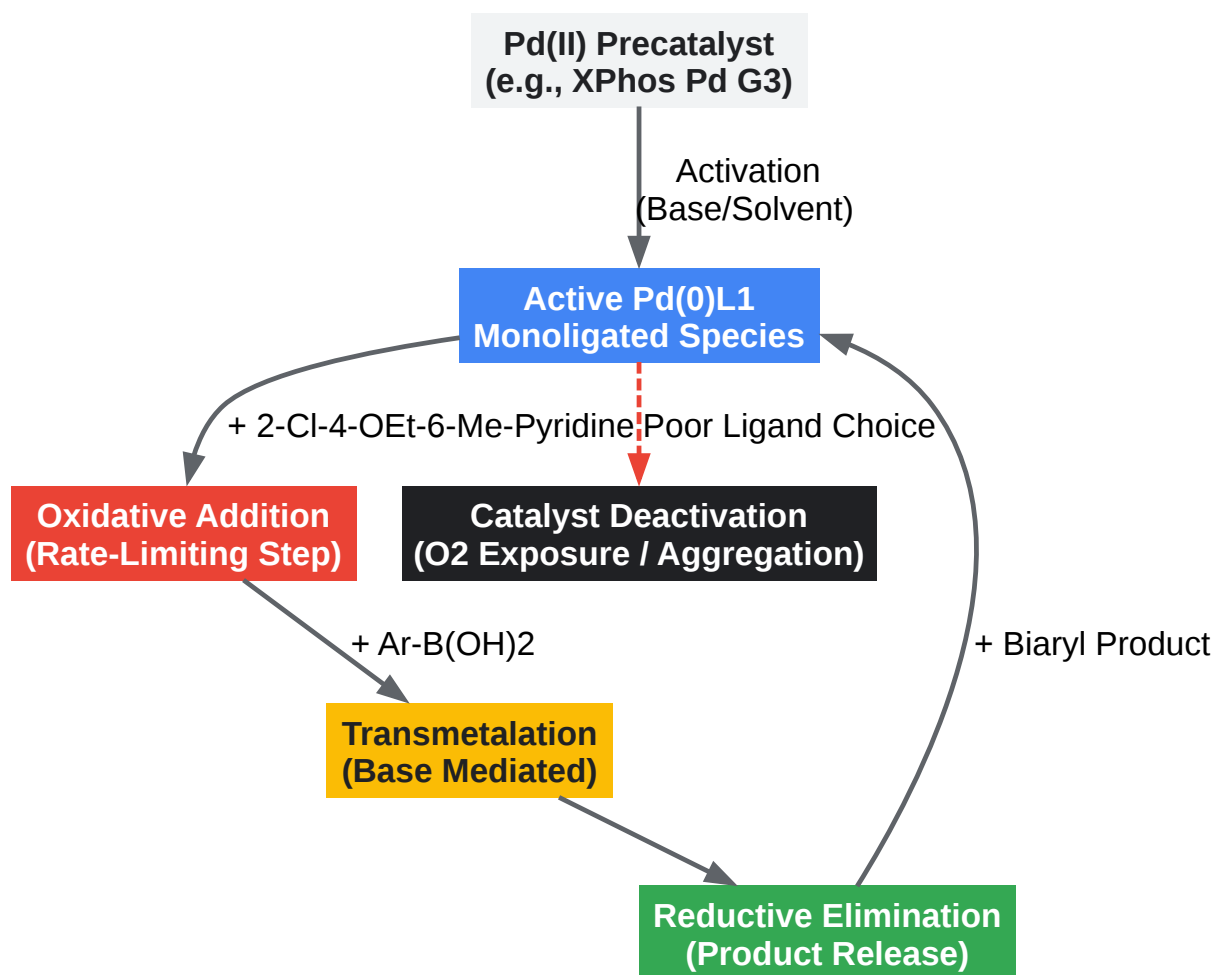 Pd(II) Precatalyst
(e.g., XPhos Pd G3)
Activation
(Base/Solvent)
Active Pd(0)L1
Monoligated Species
+ 2-Cl-4-OEt-6-Me-Pyridine
Poor Ligand Choice
Oxidative Addition
(Rate-Limiting Step)
Catalyst Deactivation
(O2 Exposure / Aggregation)
+ Ar-B(OH)2
+ Biaryl Product
Transmetalation
(Base Mediated)
Reductive Elimination
(Product Release)